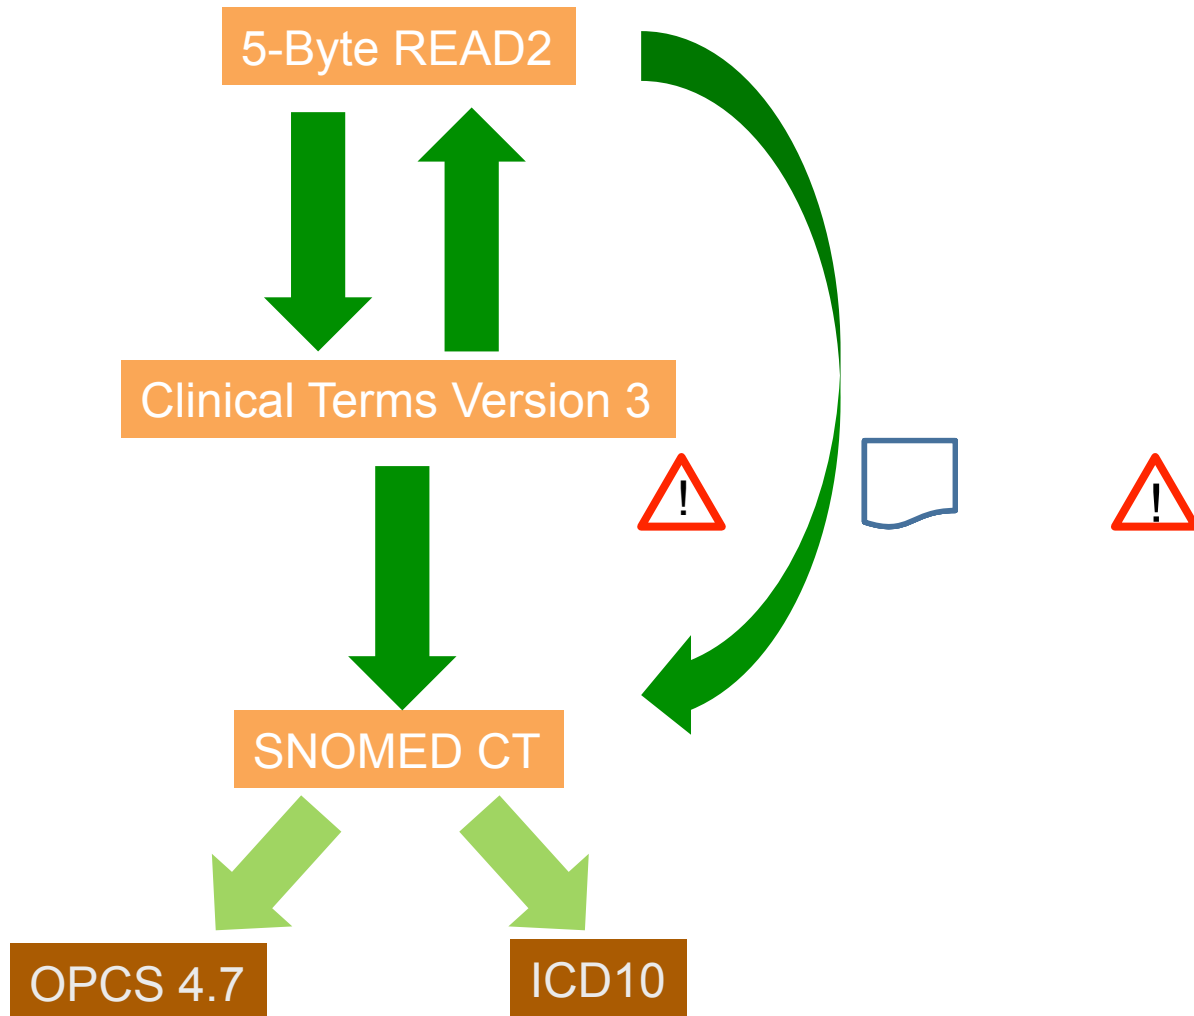 5-Byte READ2
Clinical Terms Version 3
!
!
SNOMED CT
OPCS 4.7
ICD10